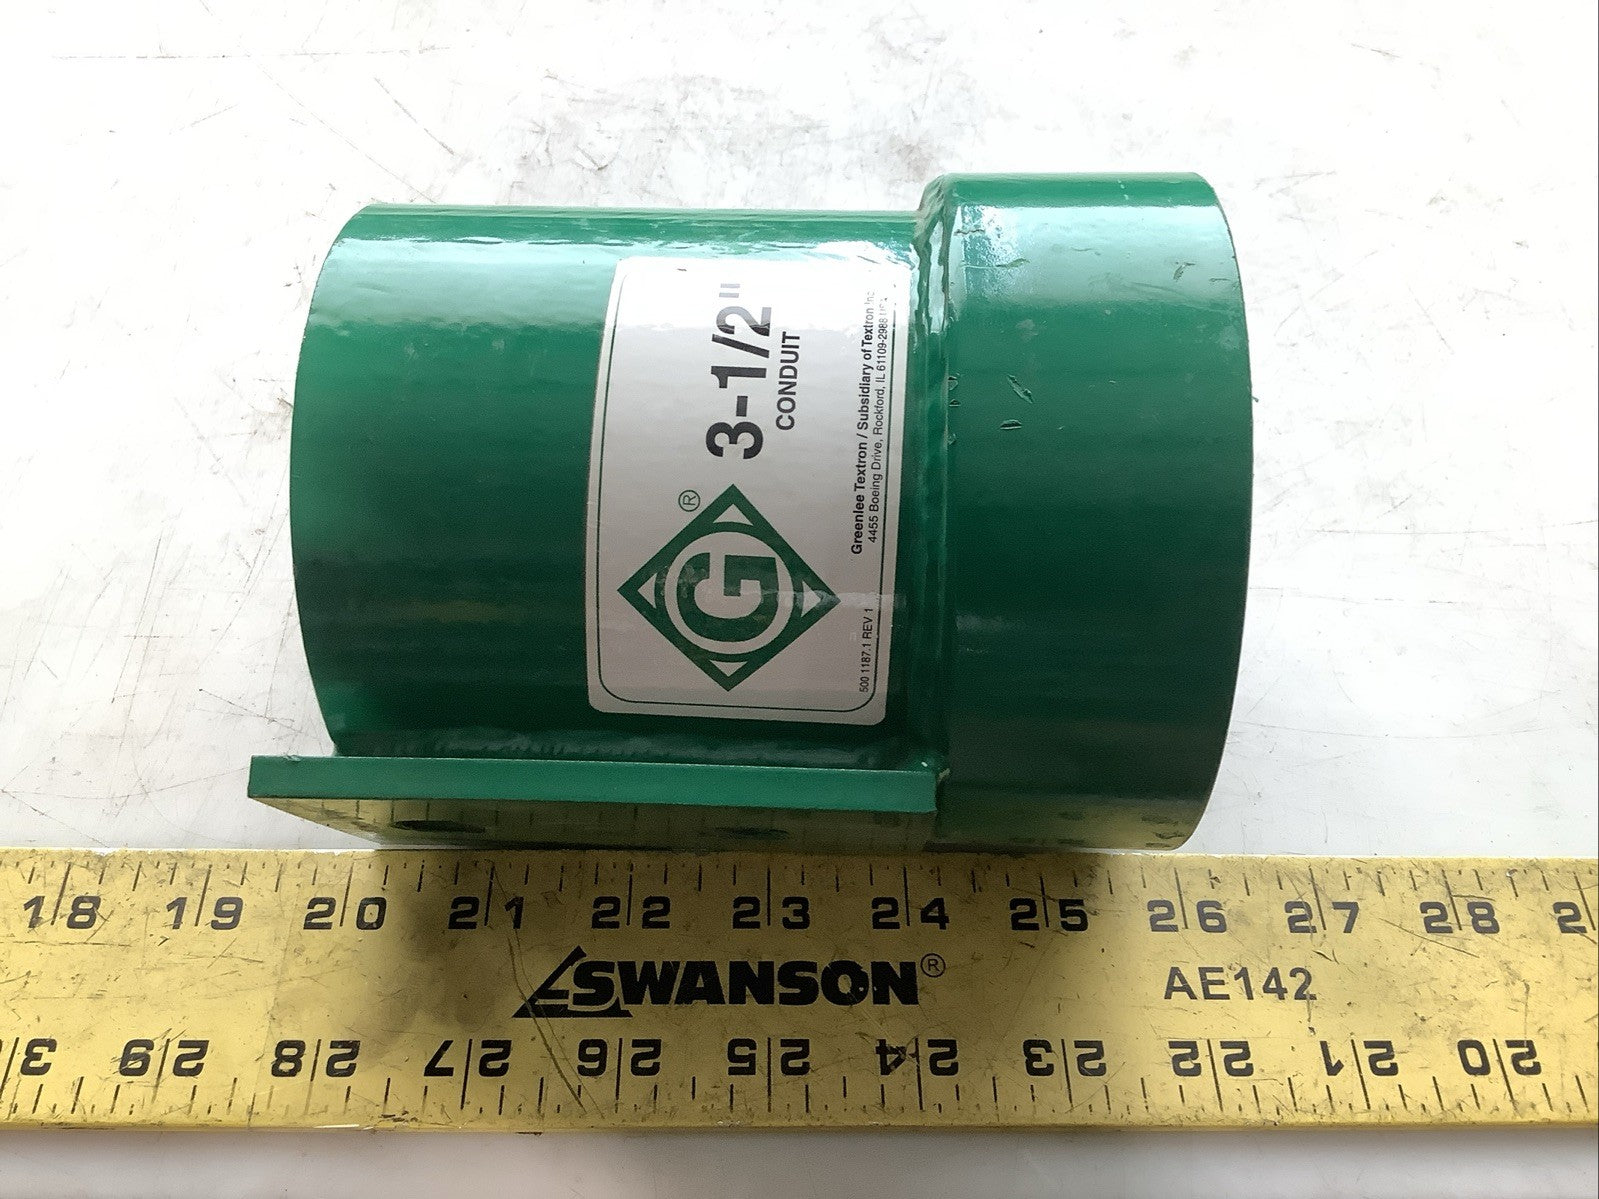 3-1/2"
CONDUIT
G ®
Greenlee Textron / Subsidiary of Textron Inc.
4455 Boeing Drive, Rockford, IL 61109-2988 USA
500 1187.1 REV 1
18 19 20 21 22 23 24 25 26 27 28
SWANSON®
AE142
29 28 27 26 25 24 23 22 21 20